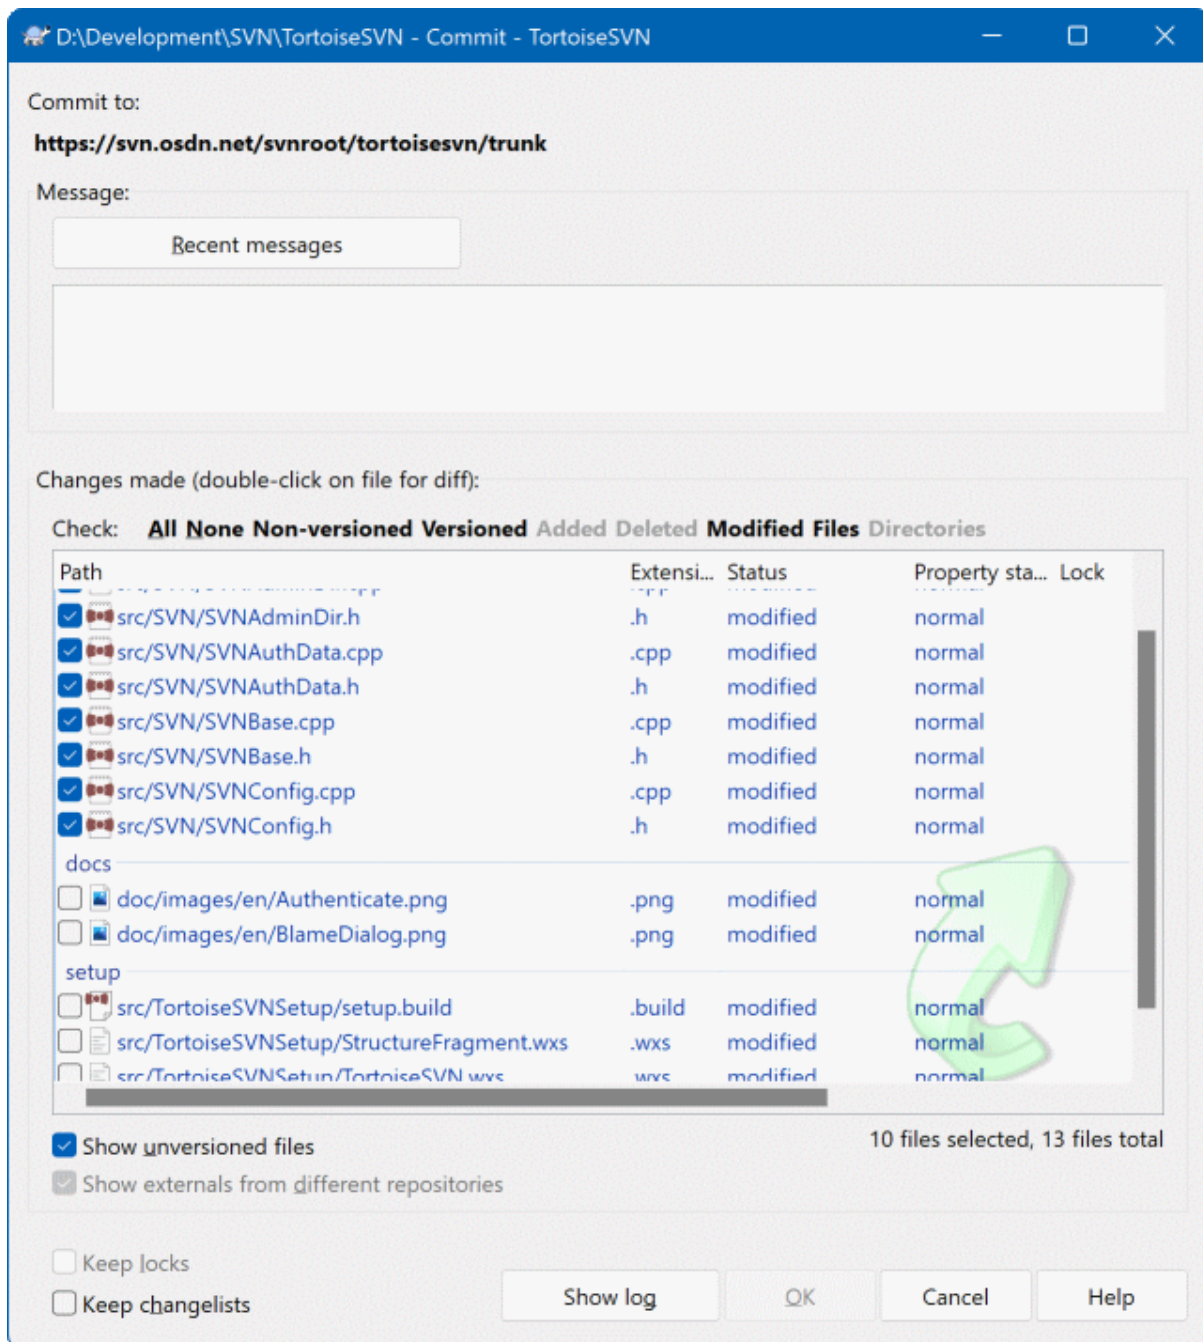 D:\Development\SVN\TortoiseSVN - Commit - TortoiseSVN
Commit to:
https://svn.osdn.net/svnroot/tortoisesvn/trunk
Message:
Recent messages
Changes made (double-click on file for diff):
Check: All None Non-versioned Versioned Added Deleted Modified Files Directories
Path Extensi... Status Property sta... Lock
src/SVN/SVNAdminDir.h .h modified normal
src/SVN/SVNAuthData.cpp .cpp modified normal
src/SVN/SVNAuthData.h .h modified normal
src/SVN/SVNBase.cpp .cpp modified normal
src/SVN/SVNBase.h .h modified normal
src/SVN/SVNConfig.cpp .cpp modified normal
src/SVN/SVNConfig.h .h modified normal
docs
doc/images/en/Authenticate.png .png modified normal
doc/images/en/BlameDialog.png .png modified normal
setup
src/TortoiseSVNSetup/setup.build .build modified normal
src/TortoiseSVNSetup/StructureFragment.wxs .wxs modified normal
src/TortoiseSVNSetup/TortoiseSVN.wxs .wxs modified normal
Show unversioned files
10 files selected, 13 files total
Show externals from different repositories
Keep locks
Keep changelists
Show log OK Cancel Help